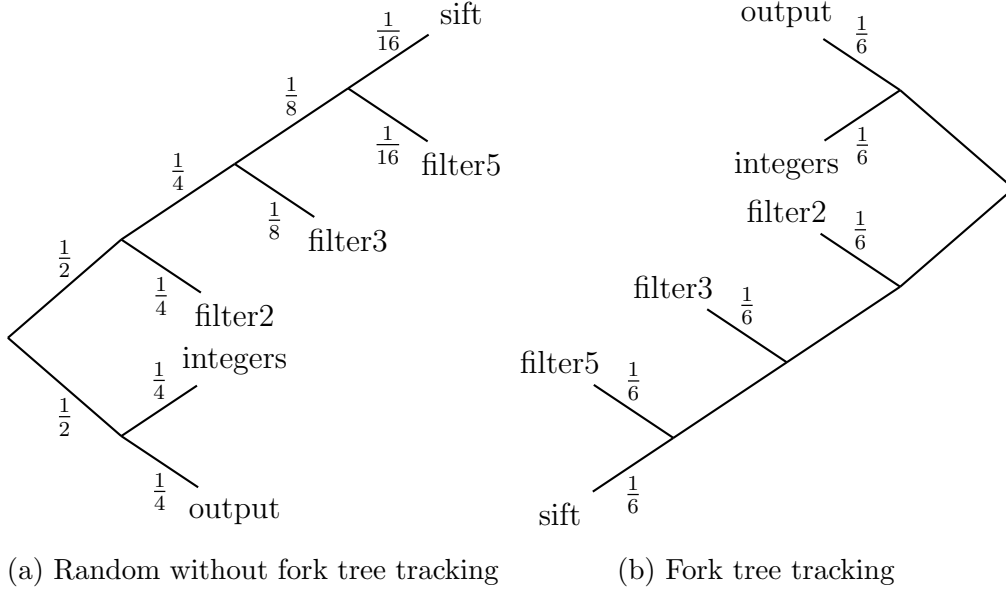 sift
1/16
1/8
1/16
filter5
1/4
1/8
filter3
1/2
1/4
filter2
integers
1/4
1/2
1/4
output
(a) Random without fork tree tracking
output
1/6
1/6
integers
filter2
1/6
filter3
1/6
filter5
1/6
1/6
sift
(b) Fork tree tracking